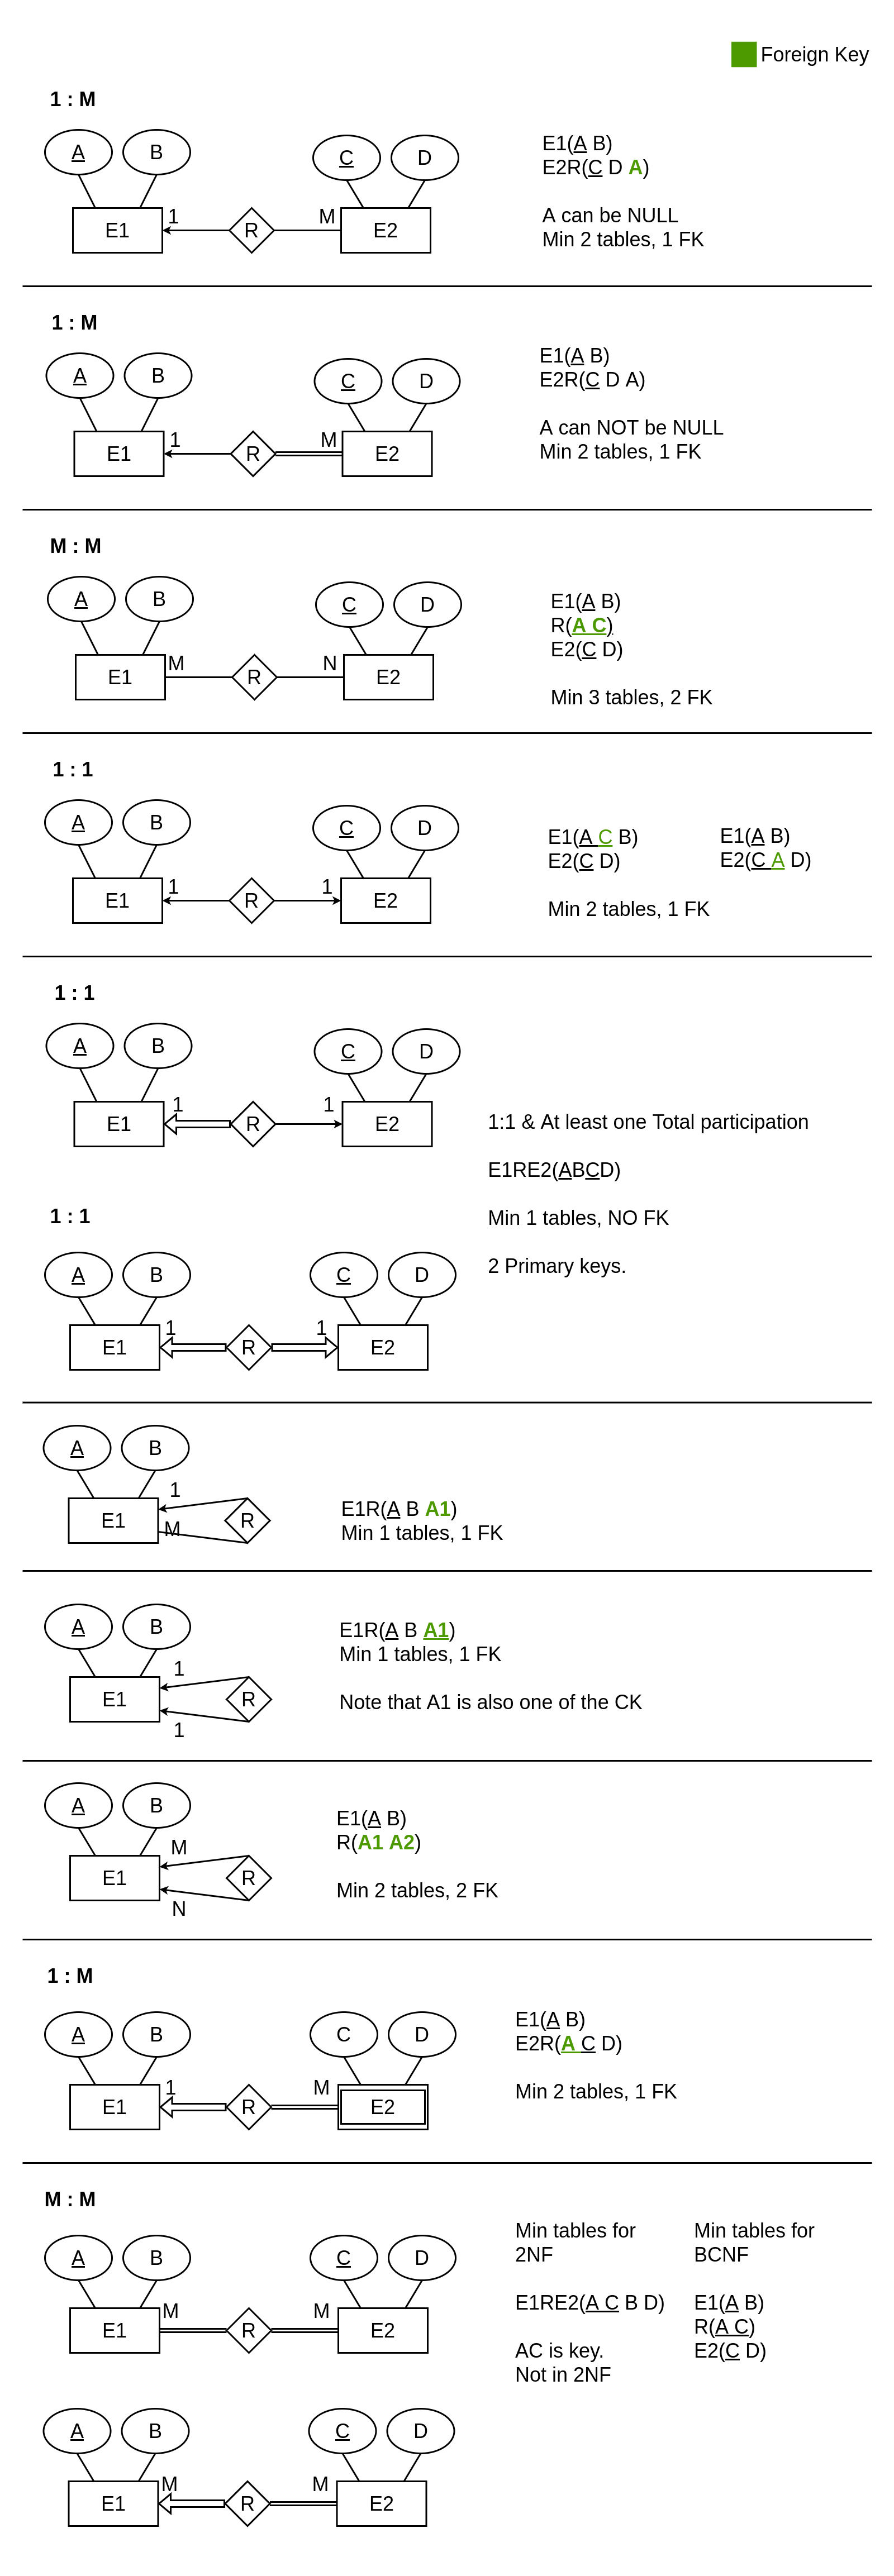 Foreign Key
1 : M
A B C D
E1 1 R M E2
E1(A B)
E2R(C D A)
A can be NULL
Min 2 tables, 1 FK
1 : M
A B C D
E1 1 R M E2
E1(A B)
E2R(C D A)
A can NOT be NULL
Min 2 tables, 1 FK
M : M
A B C D
E1 M R N E2
E1(A B)
R(A C)
E2(C D)
Min 3 tables, 2 FK
1 : 1
A B C D
E1 1 R 1 E2
E1(A C B)
E2(C D)
Min 2 tables, 1 FK
E1(A B)
E2(C A D)
1 : 1
A B C D
E1 1 R 1 E2
1:1 & At least one Total participation
E1RE2(ABCD)
Min 1 tables, NO FK
2 Primary keys.
1 : 1
A B C D
E1 1 R 1 E2
A B
1
E1 R
M
E1R(A B A1)
Min 1 tables, 1 FK
A B
1
E1 R
1
E1R(A B A1)
Min 1 tables, 1 FK
Note that A1 is also one of the CK
A B
M
E1 R
N
E1(A B)
R(A1 A2)
Min 2 tables, 2 FK
1 : M
A B C D
E1 1 R M E2
E1(A B)
E2R(A C D)
Min 2 tables, 1 FK
M : M
A B C D
E1 M R M E2
Min tables for
2NF
E1RE2(A C B D)
AC is key.
Not in 2NF
Min tables for
BCNF
E1(A B)
R(A C)
E2(C D)
A B C D
E1 M R M E2